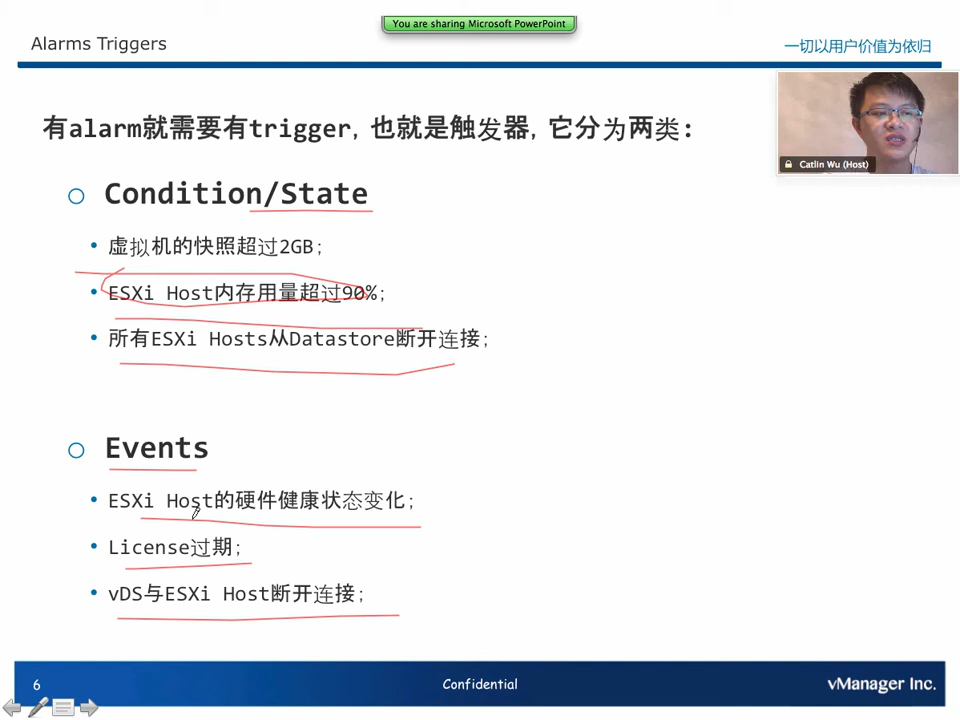 You are sharing Microsoft PowerPoint
Alarms Triggers
一切以用户价值为依归
有alarm就需要有trigger，也就是触发器，它分为两类：
Catlin Wu (Host)
Condition/State
虚拟机的快照超过2GB;
ESXi Host内存用量超过90%;
所有ESXi Hosts从Datastore断开连接;
Events
ESXi Host的硬件健康状态变化;
License过期;
vDS与ESXi Host断开连接;
6
Confidential
vManager Inc.